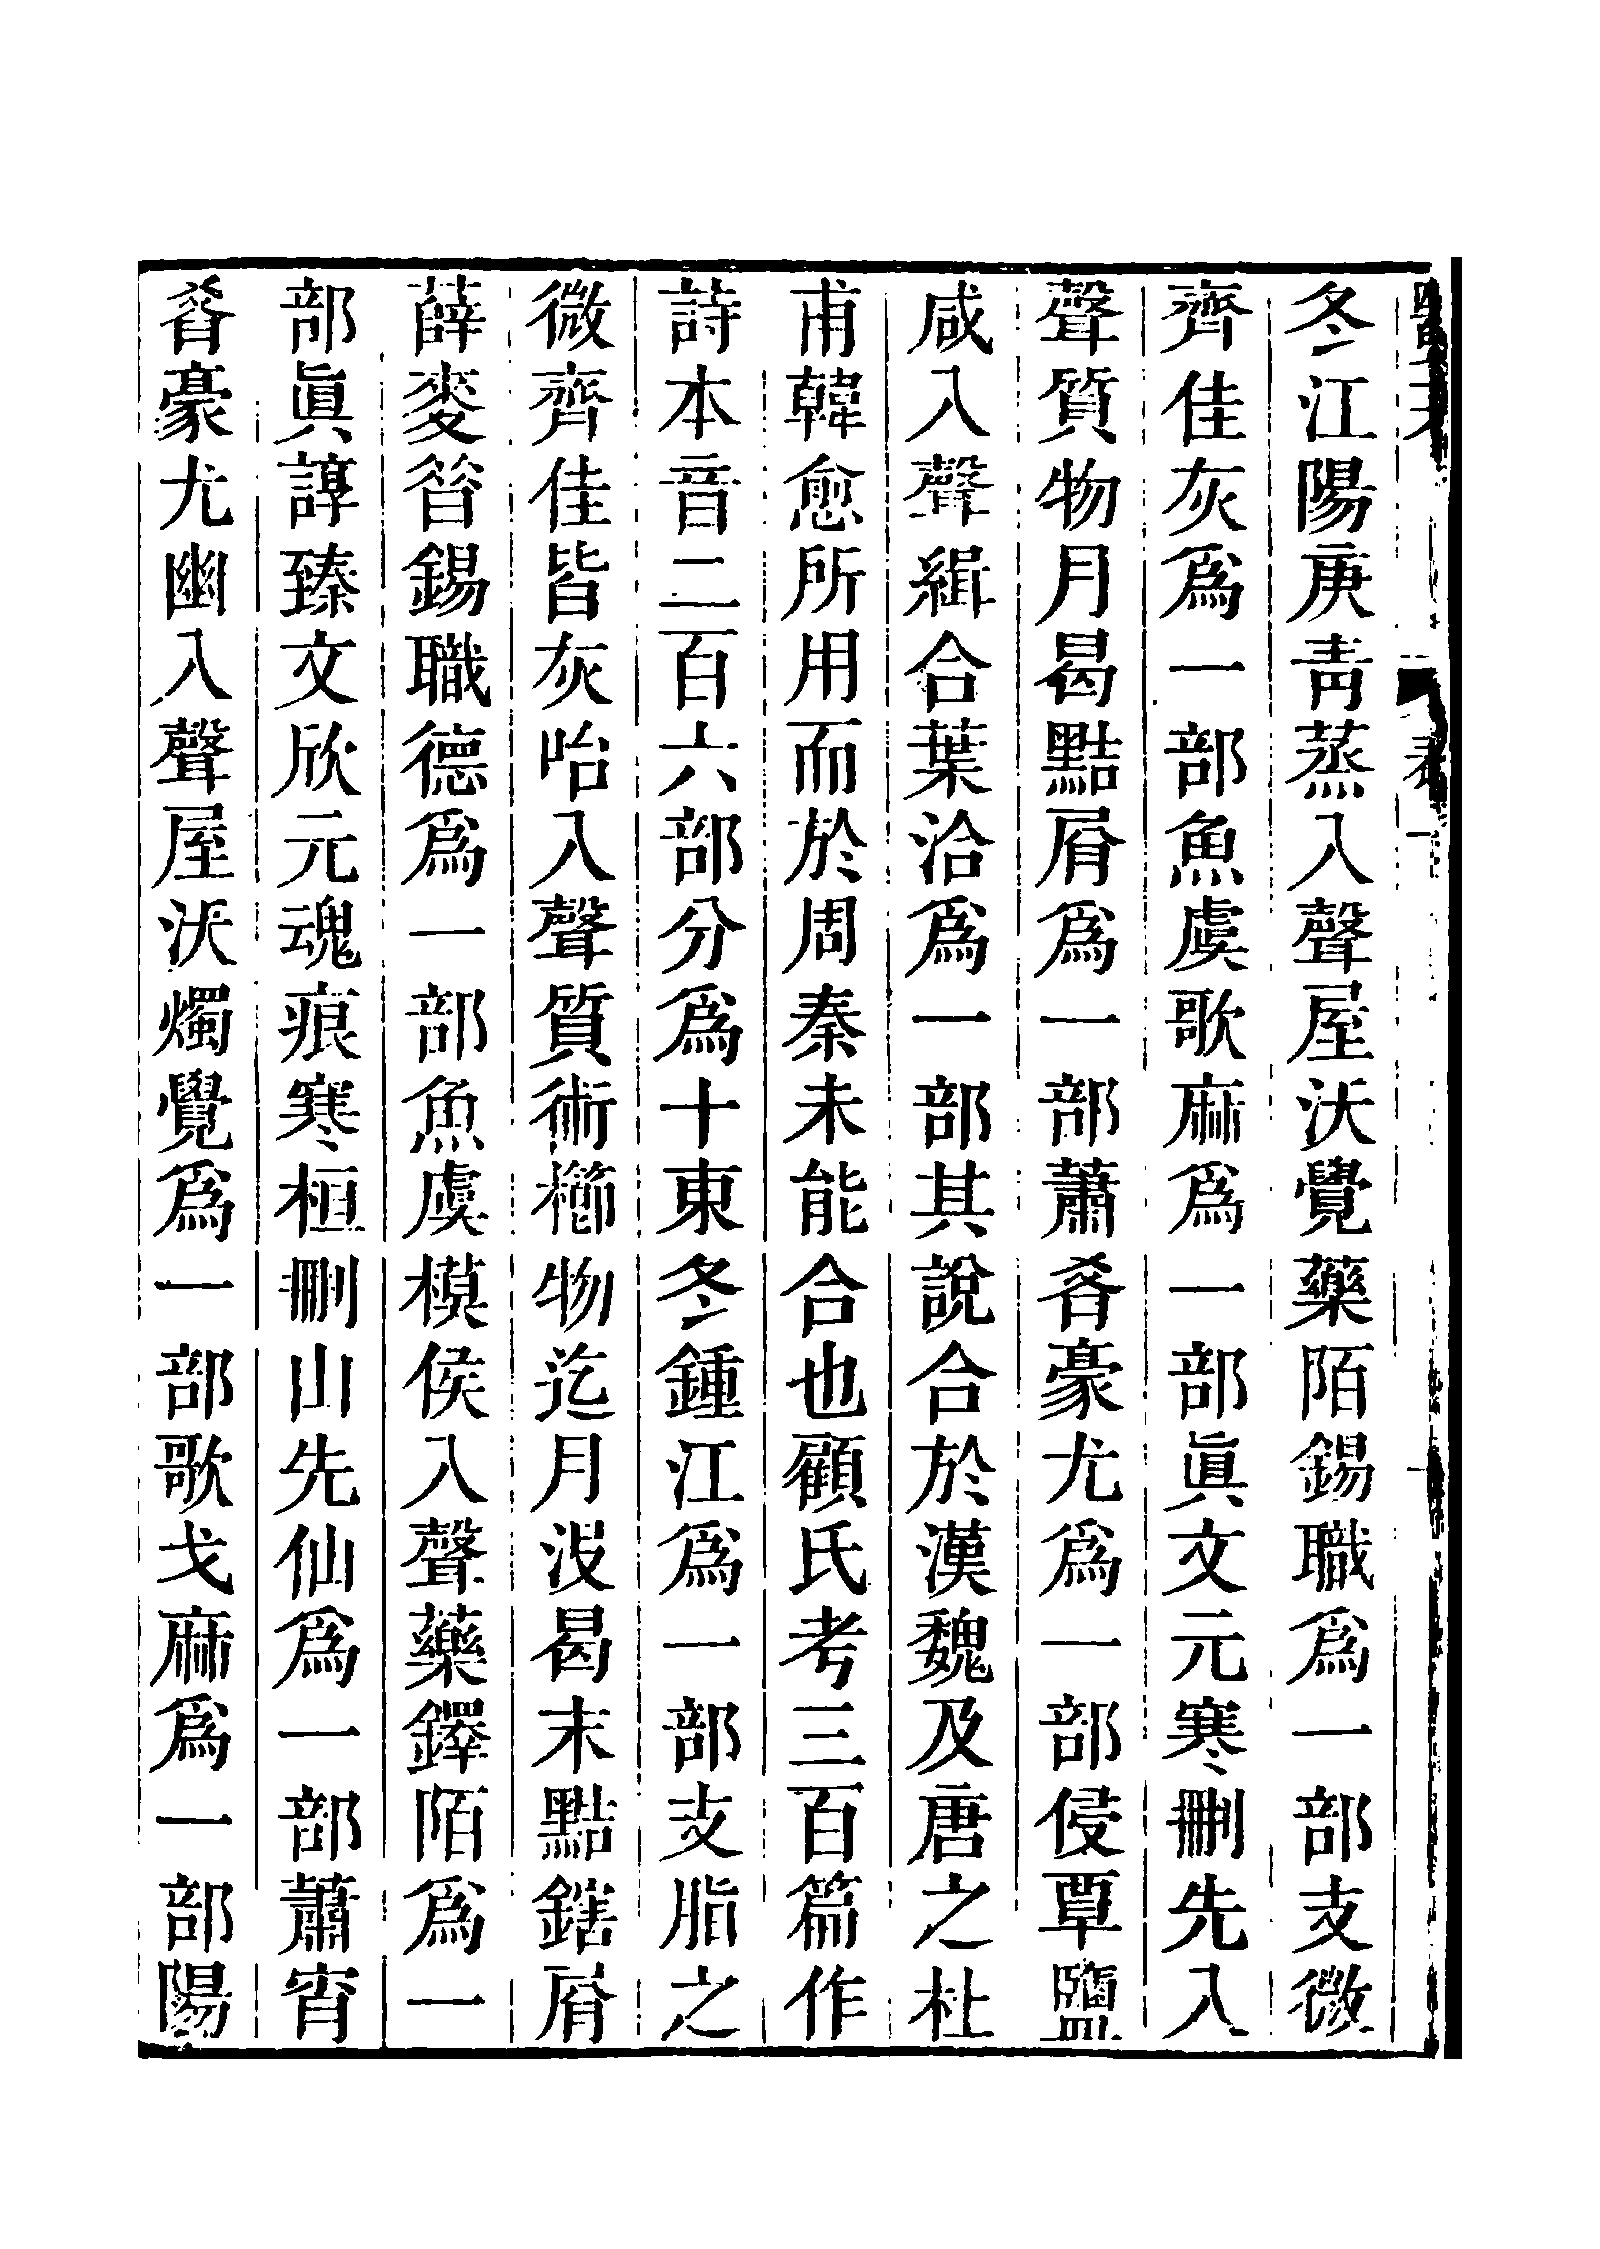 冬江陽庚青蒸入聲屋沃覺藥陌錫職爲一部支微
齊佳灰爲一部魚虞歌麻爲一部眞文元寒刪先入
聲質物月曷黠屑爲一部蕭肴豪尤爲一部侵覃鹽
咸入聲緝合葉洽爲一部其說合於漢魏及唐之杜
甫韓愈所用而於周秦未能合也顧氏考三百篇作
詩本音二百六部分爲十東冬鍾江爲一部支脂之
微齊佳皆灰咍入聲質術櫛物迄月沒曷末黠鎋屑
薛麥昔錫職德爲一部魚虞模侯入聲藥鐸陌爲一
部眞諄臻文欣元魂痕寒桓刪山先仙爲一部蕭宵
肴豪尤幽入聲屋沃燭覺爲一部歌戈麻爲一部陽